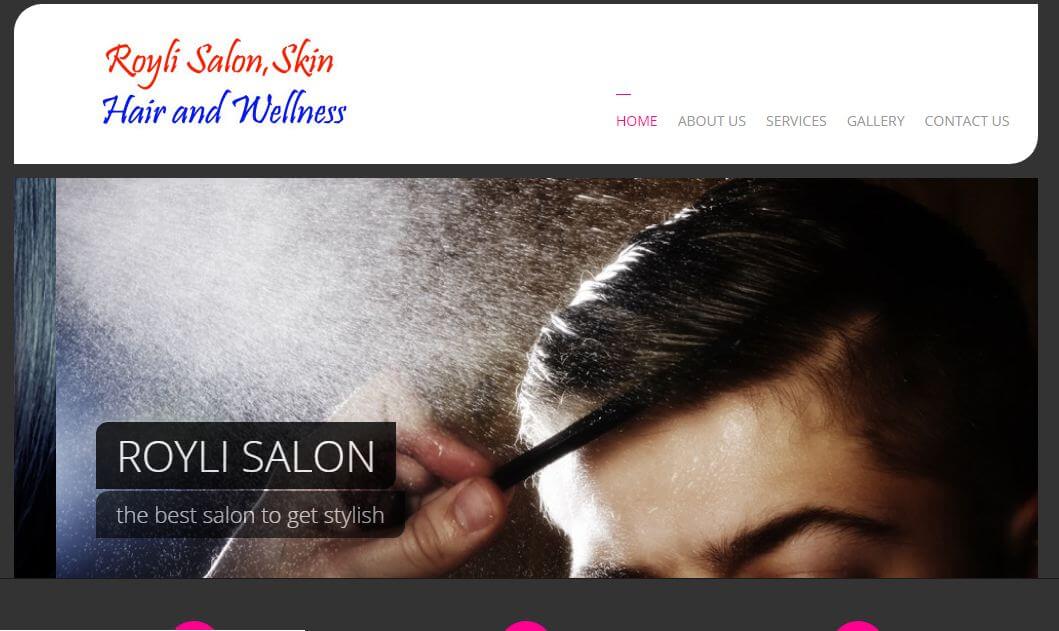 Royli Salon, Skin
Hair and Wellness
HOME ABOUT US SERVICES GALLERY CONTACT US
ROYLI SALON
the best salon to get stylish